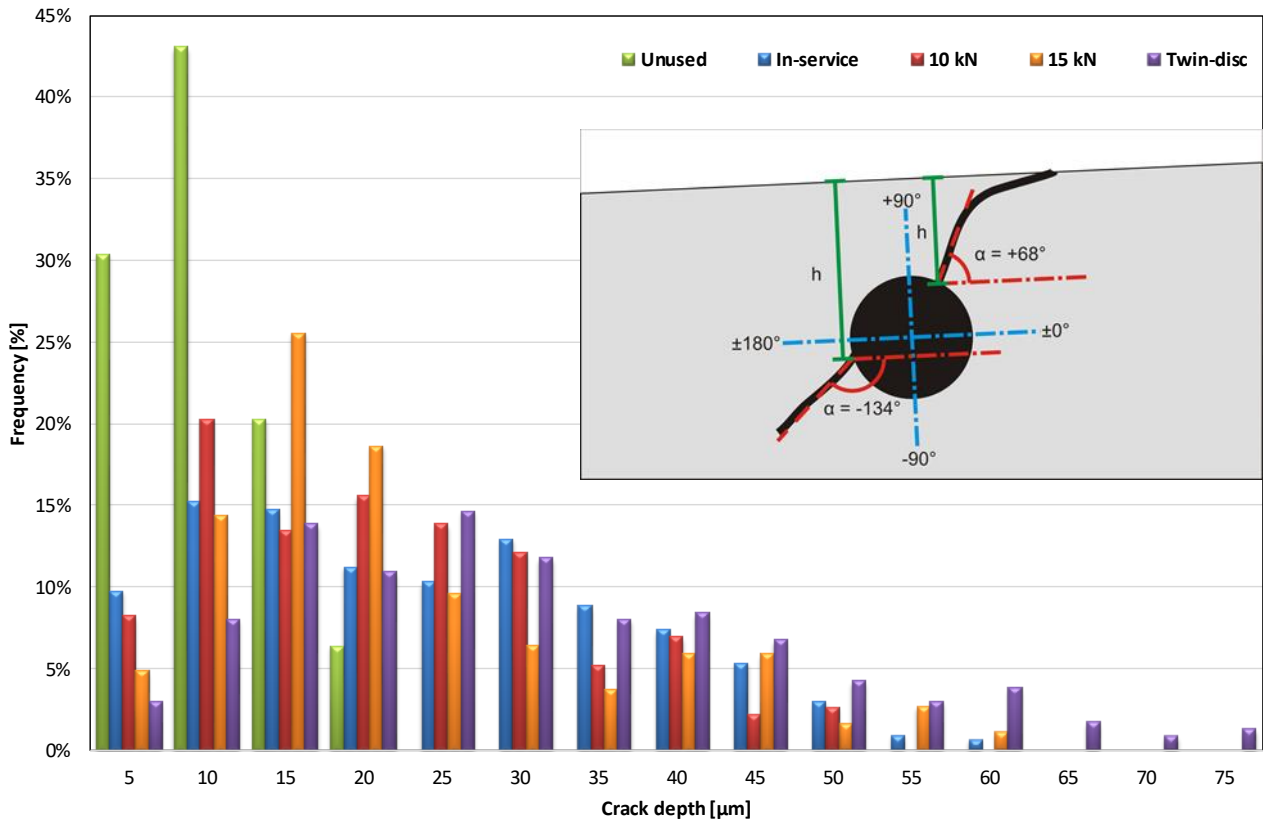 45%
40%
35%
30%
25%
20%
15%
10%
5%
0%
Frequency [%]
Unused In-service 10 kN 15 kN Twin-disc
+90°
h
α = +68°
h
±180°
±0°
α = -134°
-90°
5 10 15 20 25 30 35 40 45 50 55 60 65 70 75
Crack depth [µm]